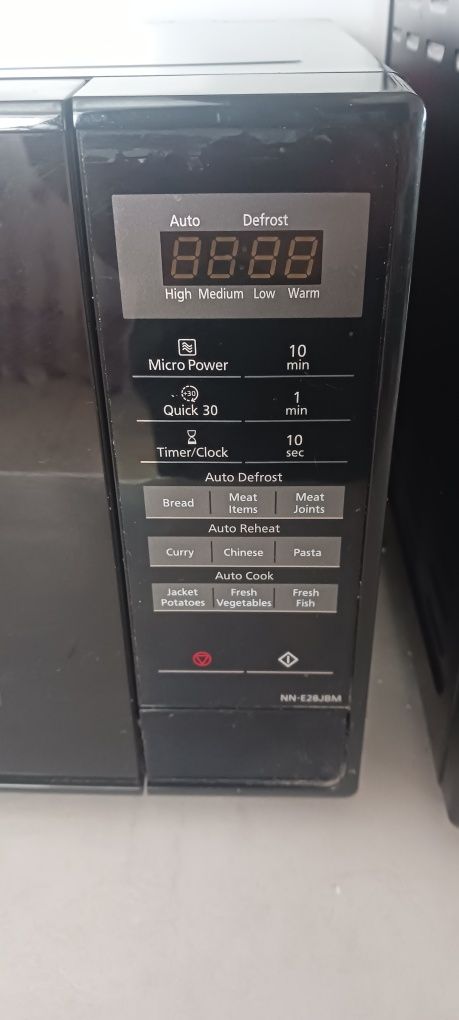 Auto Defrost
88:88
High Medium Low Warm
Micro Power
10
min
+30
Quick 30
1
min
Timer/Clock
10
sec
Auto Defrost
Bread
Meat
Items
Meat
Joints
Auto Reheat
Curry
Chinese
Pasta
Auto Cook
Jacket
Potatoes
Fresh
Vegetables
Fresh
Fish
NN-E28JBM